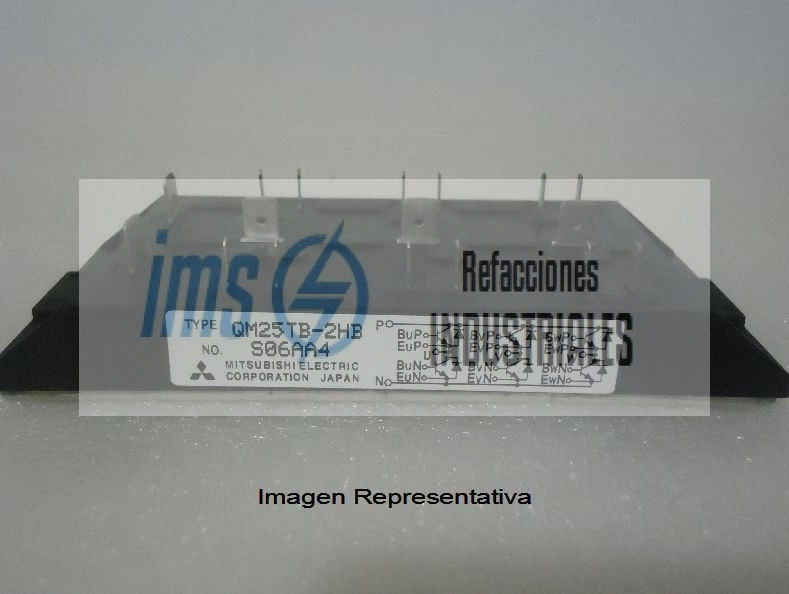 ims
Refacciones
INDUSTRIALES
TYPE QM25TB-2HB
NO. S06AA4
MITSUBISHI ELECTRIC
CORPORATION JAPAN
P BuP BvP BwP
EuP EvP EwP
U V W
BuN BvN BwN
N EuN EvN EwN
Imagen Representativa